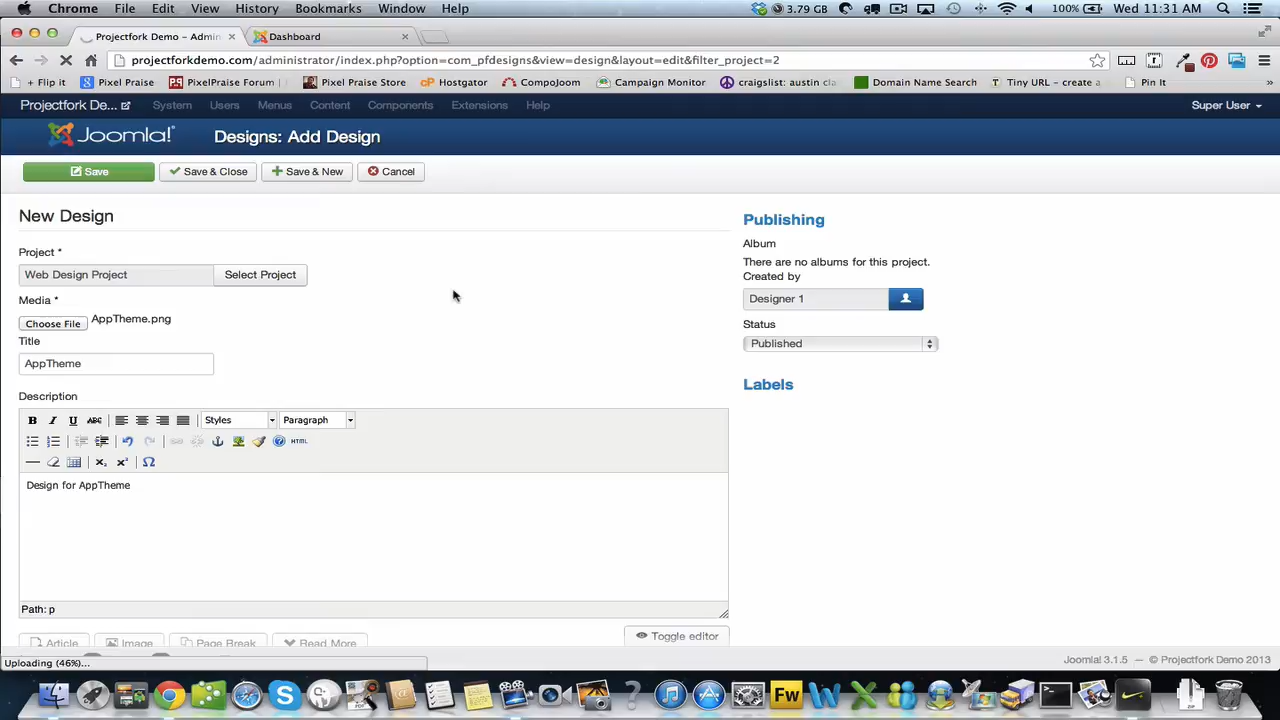 Chrome File Edit View History Bookmarks Window Help 3.79 GB 100% Wed 11:31 AM
Projectfork Demo – Admin Dashboard
projectforkdemo.com/administrator/index.php?option=com_pfdesigns&view=design&layout=edit&filter_project=2
+ Flip it Pixel Praise PixelPraise Forum | Pixel Praise Store Hostgator CompoJoom Campaign Monitor craigslist: austin cla Domain Name Search Tiny URL – create a Pin It »
Projectfork De... System Users Menus Content Components Extensions Help Super User
Joomla! Designs: Add Design
Save Save & Close Save & New Cancel
New Design
Project *
Web Design Project Select Project
Media *
Choose File AppTheme.png
Title
AppTheme
Description
B I U ABC Styles Paragraph
HTML
X₂ X² Ω
Design for AppTheme
Path: p
Article Image Page Break Read More Toggle editor
Publishing
Album
There are no albums for this project.
Created by
Designer 1
Status
Published
Labels
Uploading (46%)... Joomla! 3.1.5 — © Projectfork Demo 2013
Fw